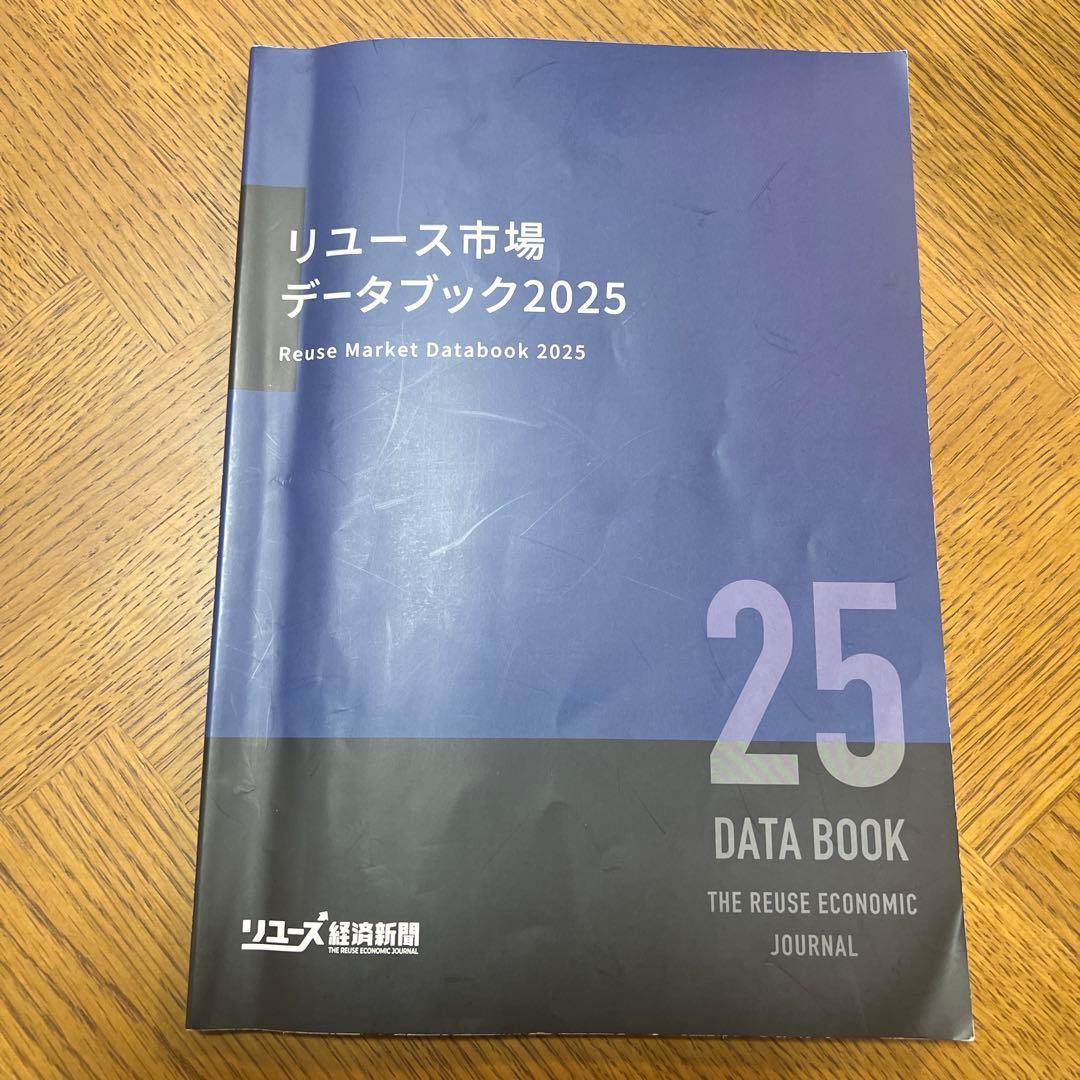 リユース市場
データブック2025
Reuse Market Databook 2025
25
DATA BOOK
THE REUSE ECONOMIC
JOURNAL
リユース経済新聞
THE REUSE ECONOMIC JOURNAL